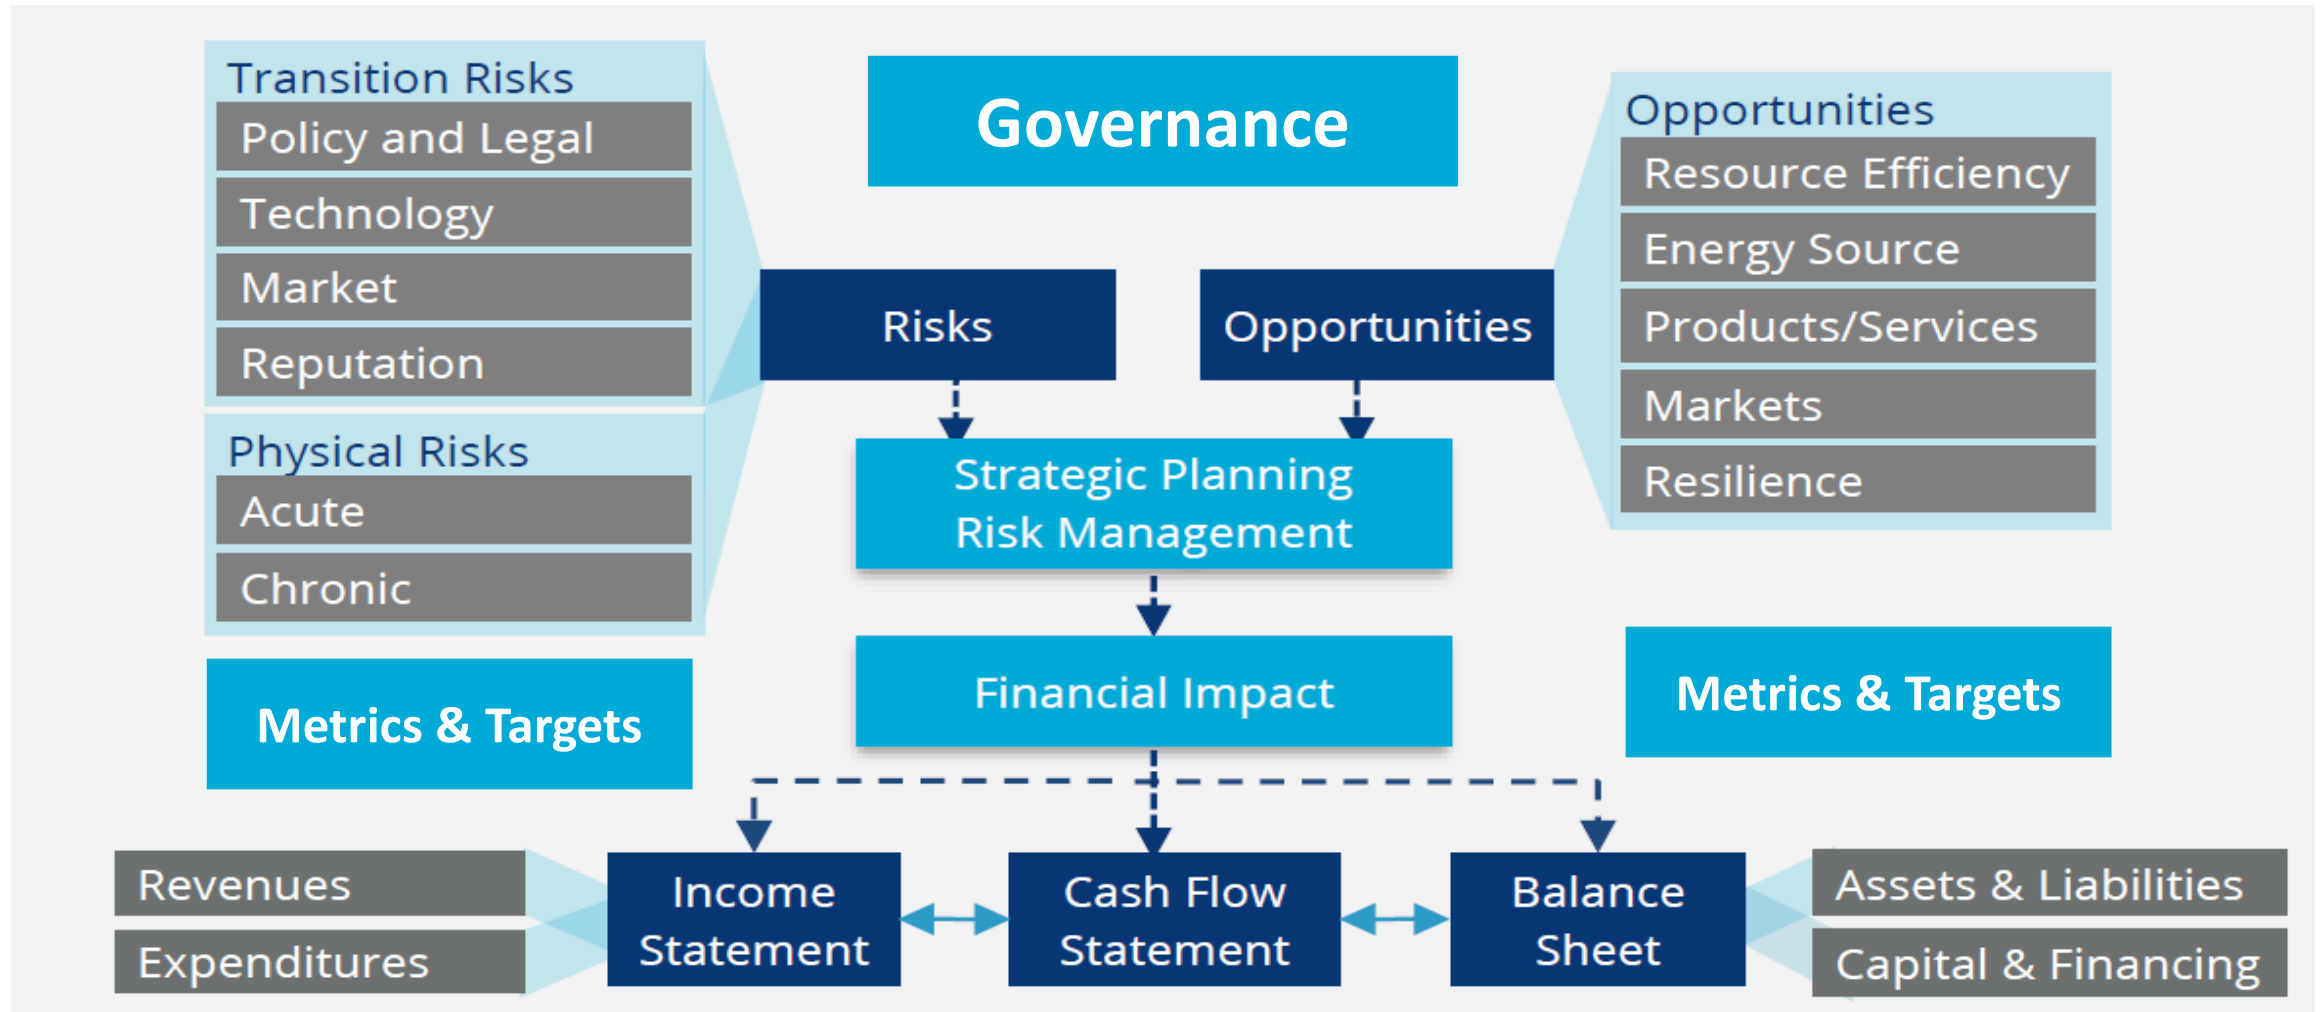 Transition Risks
Policy and Legal
Technology
Market
Reputation
Physical Risks
Acute
Chronic
Metrics & Targets
Governance
Risks
Opportunities
Strategic Planning
Risk Management
Financial Impact
Opportunities
Resource Efficiency
Energy Source
Products/Services
Markets
Resilience
Metrics & Targets
Revenues
Expenditures
Income
Statement
Cash Flow
Statement
Balance
Sheet
Assets & Liabilities
Capital & Financing